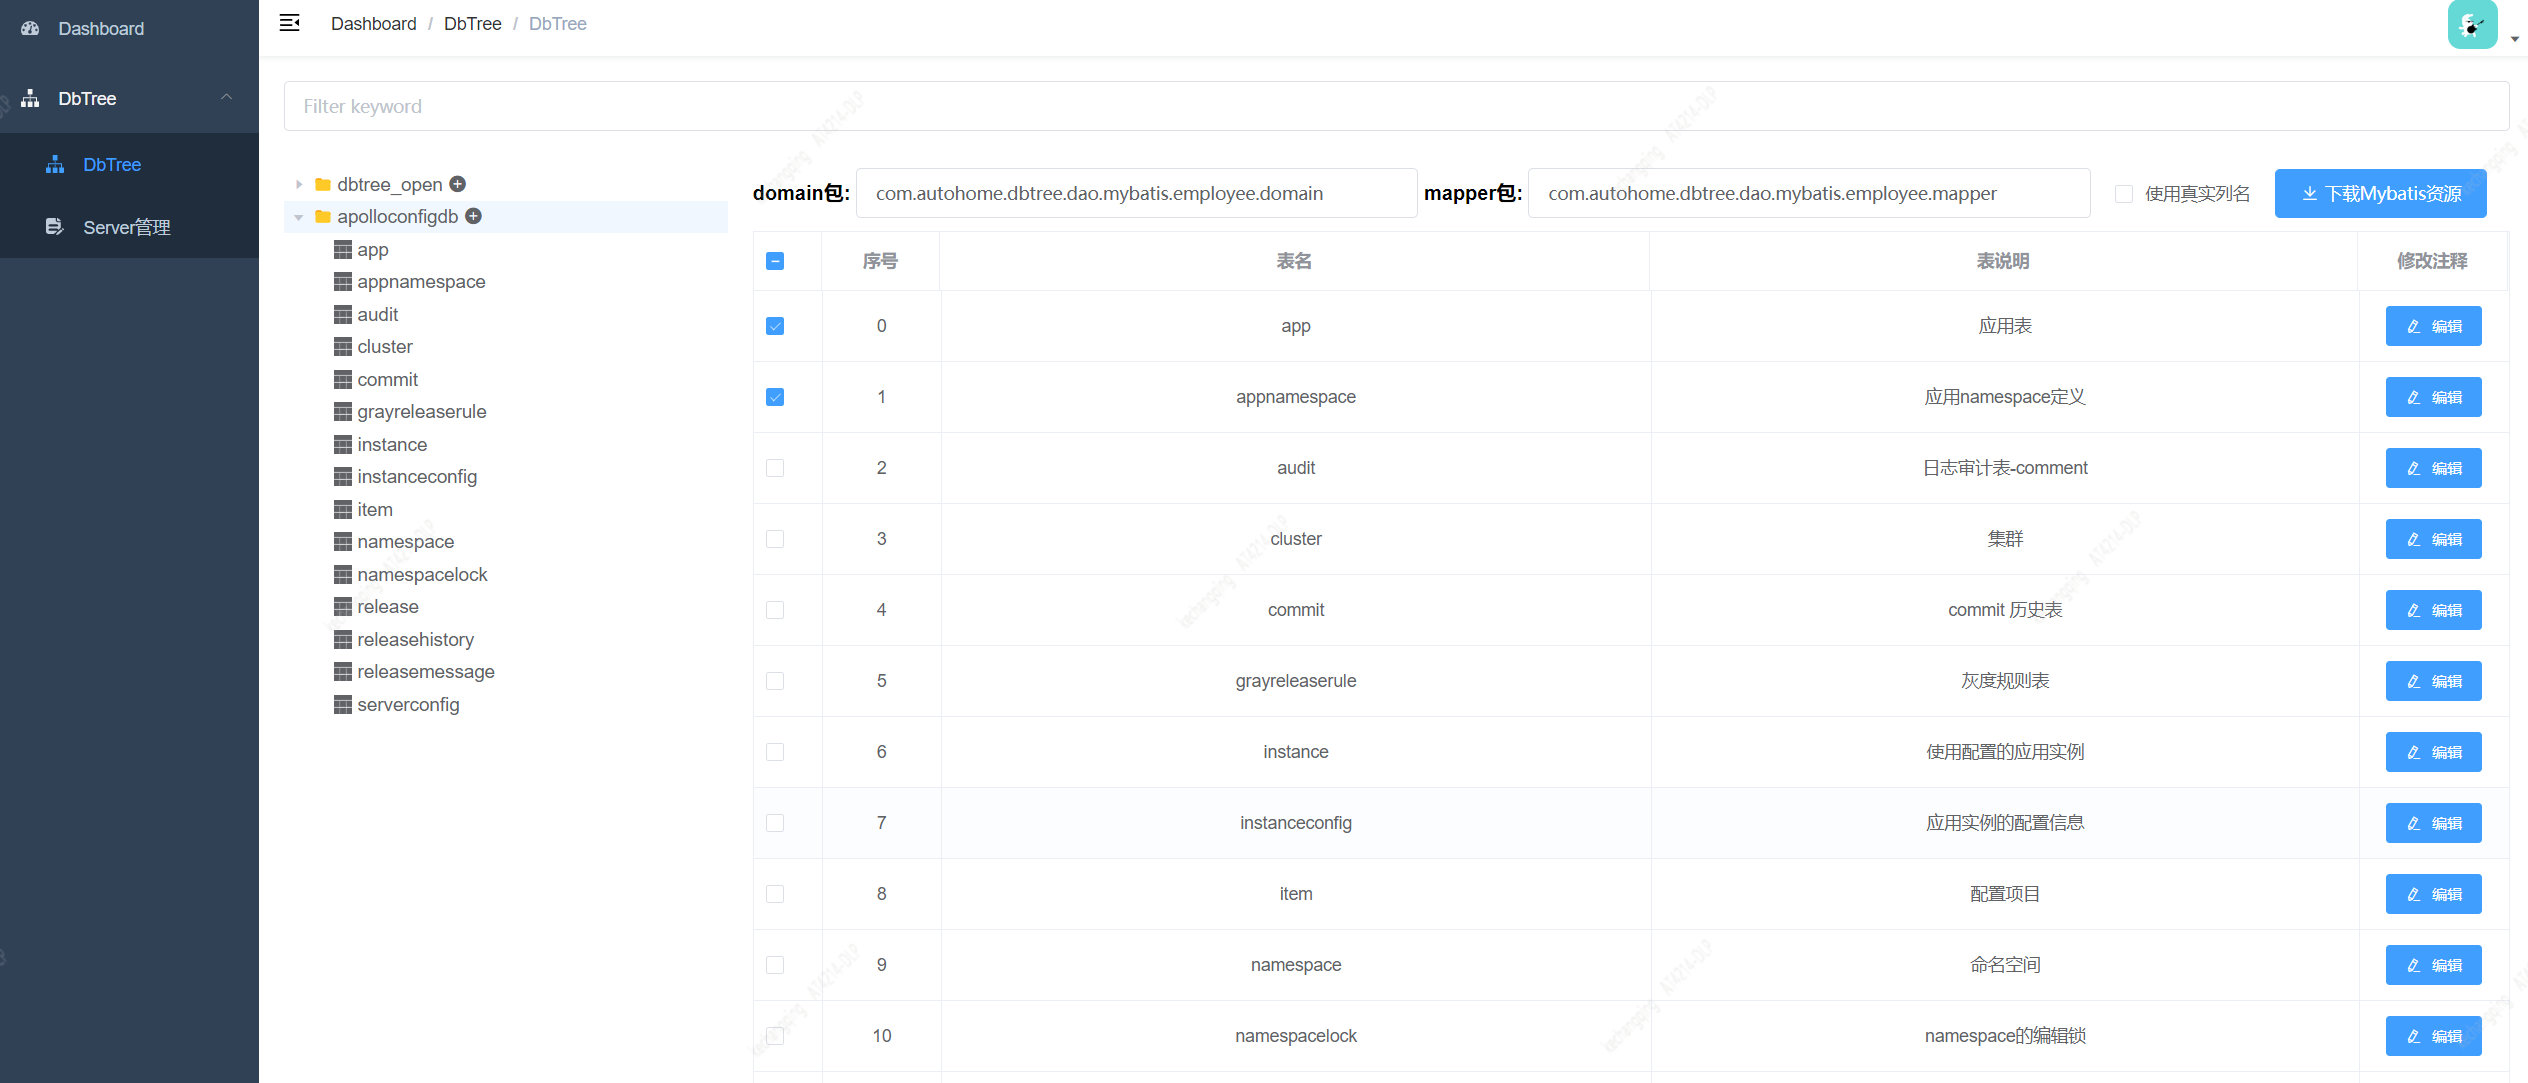 Dashboard
DbTree
DbTree
Server管理
Dashboard / DbTree / DbTree
Filter keyword
dbtree_open
apolloconfigdb
app
appnamespace
audit
cluster
commit
grayreleaserule
instance
instanceconfig
item
namespace
namespacelock
release
releasehistory
releasemessage
serverconfig
domain包: com.autohome.dbtree.dao.mybatis.employee.domain mapper包: com.autohome.dbtree.dao.mybatis.employee.mapper 使用真实列名 下载Mybatis资源
序号 表名 表说明 修改注释
0 app 应用表 编辑
1 appnamespace 应用namespace定义 编辑
2 audit 日志审计表-comment 编辑
3 cluster 集群 编辑
4 commit commit 历史表 编辑
5 grayreleaserule 灰度规则表 编辑
6 instance 使用配置的应用实例 编辑
7 instanceconfig 应用实例的配置信息 编辑
8 item 配置项目 编辑
9 namespace 命名空间 编辑
10 namespacelock namespace的编辑锁 编辑